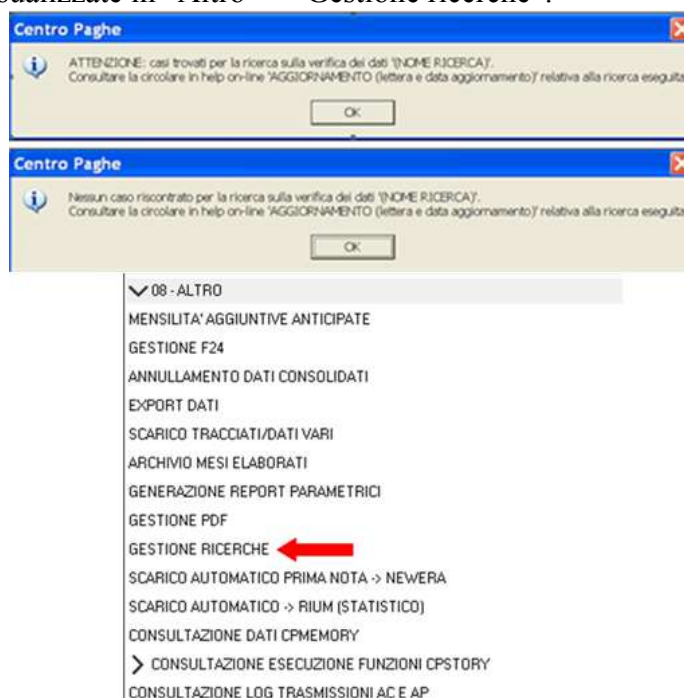 "Altro" "Gestione ricerche".
Centro Paghe
ATTENZIONE: casi trovati per la ricerca sulla verifica dei dati '(NOME RICERCA)'.
Consultare la circolare in help on-line 'AGGIORNAMENTO (lettera e data aggiornamento)' relativa alla ricerca eseguita
OK
Centro Paghe
Nessun caso riscontrato per la ricerca sulla verifica dei dati '(NOME RICERCA)'.
Consultare la circolare in help on-line 'AGGIORNAMENTO (lettera e data aggiornamento)' relativa alla ricerca eseguita
OK
08 - ALTRO
MENSILITA' AGGIUNTIVE ANTICIPATE
GESTIONE F24
ANNULLAMENTO DATI CONSOLIDATI
EXPORT DATI
SCARICO TRACCIATI/DATI VARI
ARCHIVIO MESI ELABORATI
GENERAZIONE REPORT PARAMETRICI
GESTIONE PDF
GESTIONE RICERCHE
SCARICO AUTOMATICO PRIMA NOTA -> NEWERA
SCARICO AUTOMATICO -> RIUM (STATISTICO)
CONSULTAZIONE DATI CPMEMORY
CONSULTAZIONE ESECUZIONE FUNZIONI CPSTORY
CONSULTAZIONE LOG TRASMISSIONI AC E AP